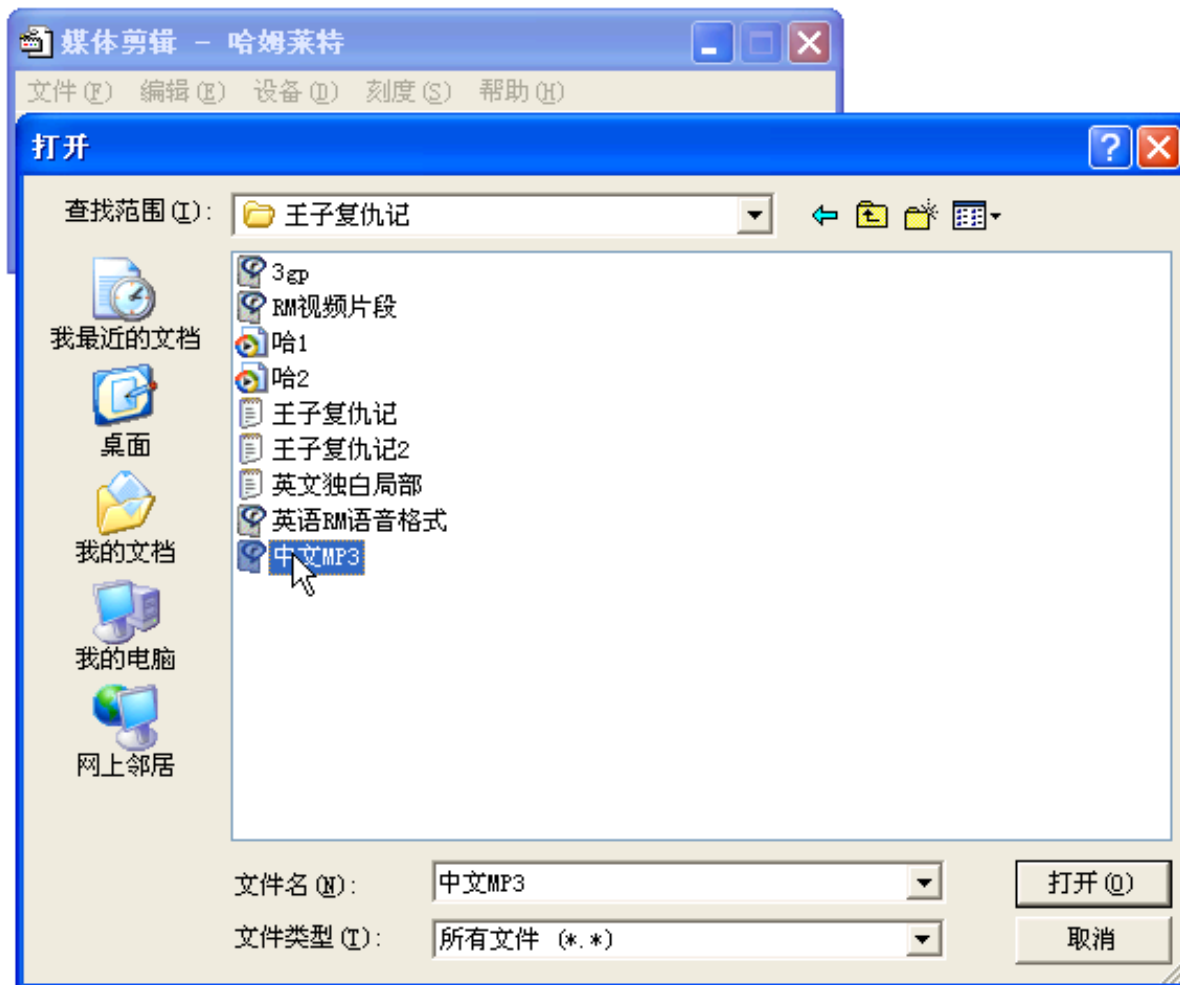 媒体剪辑 - 哈姆莱特
文件(F) 编辑(E) 设备(D) 刻度(S) 帮助(H)
打开
查找范围(I): 王子复仇记
我最近的文档
桌面
我的文档
我的电脑
网上邻居
3gp
RM视频片段
哈1
哈2
王子复仇记
王子复仇记2
英文独白局部
英语RM语音格式
中文MP3
文件名(N): 中文MP3 打开(O)
文件类型(T): 所有文件 (*.*) 取消